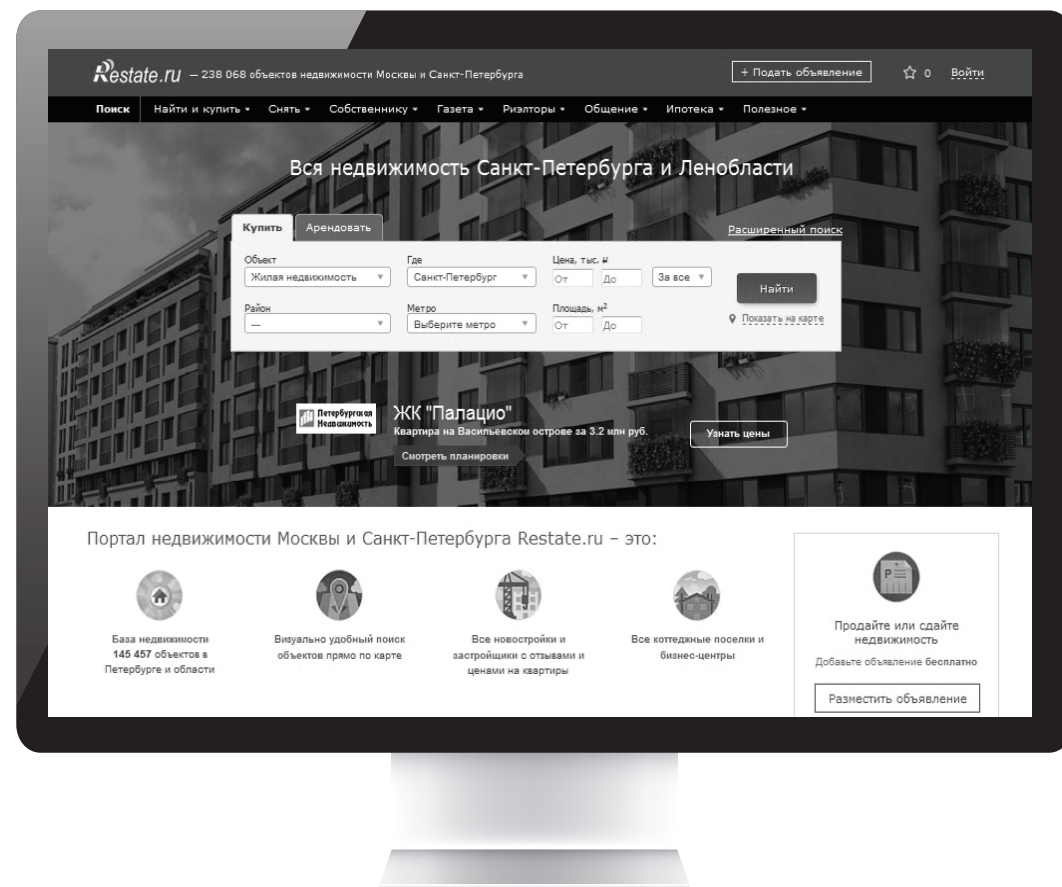 Restate.ru – 238 068 объектов недвижимости Москвы и Санкт-Петербурга
+ Подать объявление
0
Войти
Поиск Найти и купить Снять Собственнику Газета Риэлторы Общение Ипотека Полезное
Вся недвижимость Санкт-Петербурга и Ленобласти
Купить Арендовать
Расширенный поиск
Объект Где Цена, тыс. ₽
Жилая недвижимость Санкт-Петербург От До За все
Найти
Район Метро Площадь, м²
— Выберите метро От До
Показать на карте
Петербургская
Недвижимость
ЖК "Палацио"
Квартира на Васильевском острове за 3.2 млн руб.
Смотреть планировки
Узнать цены
Портал недвижимости Москвы и Санкт-Петербурга Restate.ru – это:
База недвижимости
145 457 объектов в
Петербурге и области
Визуально удобный поиск
объектов прямо по карте
Все новостройки и
застройщики с отзывами и
ценами на квартиры
Все коттеджные поселки и
бизнес-центры
Р
Продайте или сдайте
недвижимость
Добавьте объявление бесплатно
Разместить объявление